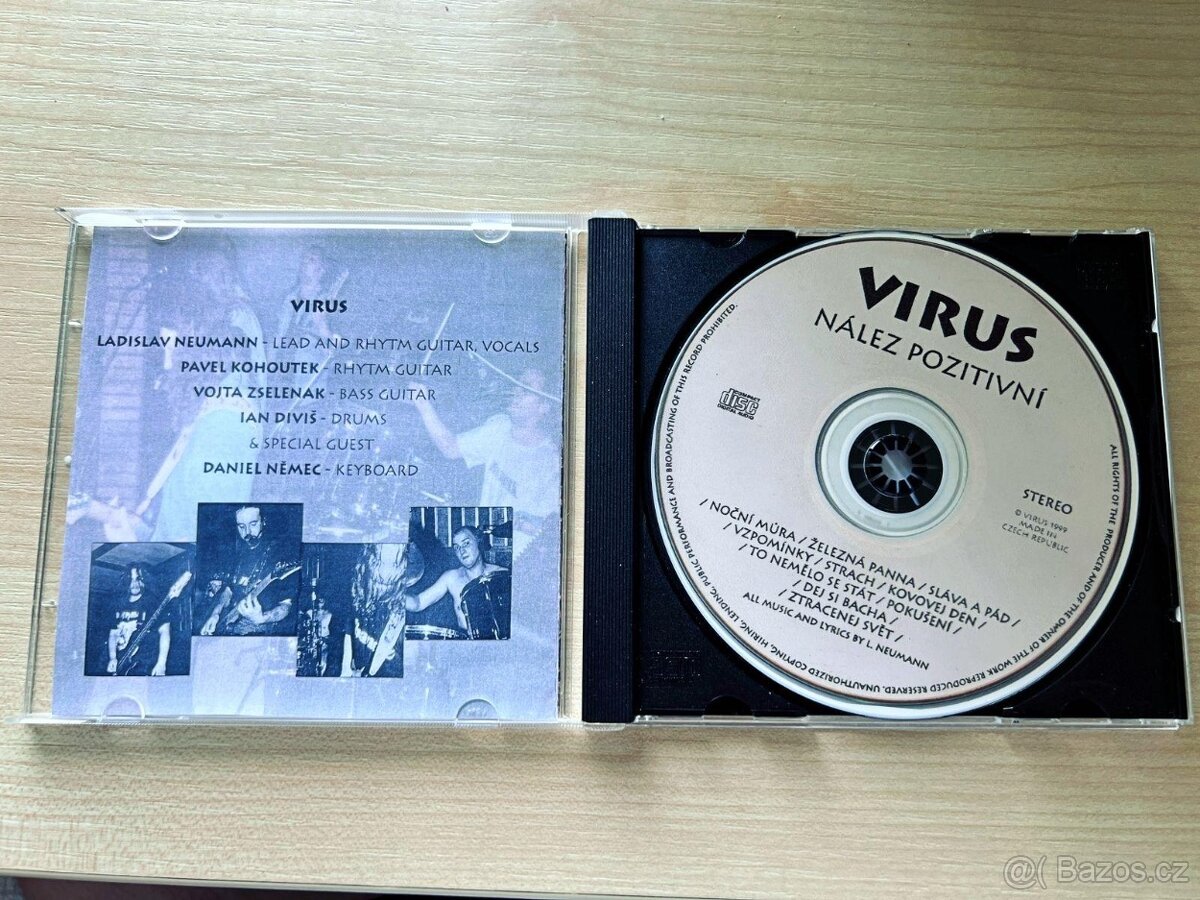 VIRUS
LADISLAV NEUMANN - LEAD AND RHYTM GUITAR, VOCALS
PAVEL KOHOUTEK - RHYTM GUITAR
VOJTA ZSELENAK - BASS GUITAR
IAN DIVIŠ - DRUMS
& SPECIAL GUEST
DANIEL NĚMEC - KEYBOARD
VIRUS
NÁLEZ POZITIVNÍ
COMPACT
disc
DIGITAL AUDIO
STEREO
© VIRUS 1999
MADE IN
CZECH REPUBLIC
/ NOČNÍ MŮRA / ŽELEZNÁ PANNA / SLÁVA A PÁD /
/ VZPOMÍNKY / STRACH / KOVOVEJ DEN /
/ TO NEMĚLO SE STÁT / POKUŠENÍ /
/ DEJ SI BACHA /
/ ZTRACENEJ SVĚT /
ALL MUSIC AND LYRICS BY L. NEUMANN
ALL RIGHTS OF THE PRODUCER AND OF THE OWNER OF THE WORK REPRODUCED RESERVED. UNAUTHORIZED COPYING, HIRING, LENDING, PUBLIC PERFORMANCE AND BROADCASTING OF THIS RECORD PROHIBITED.
Bazos.cz